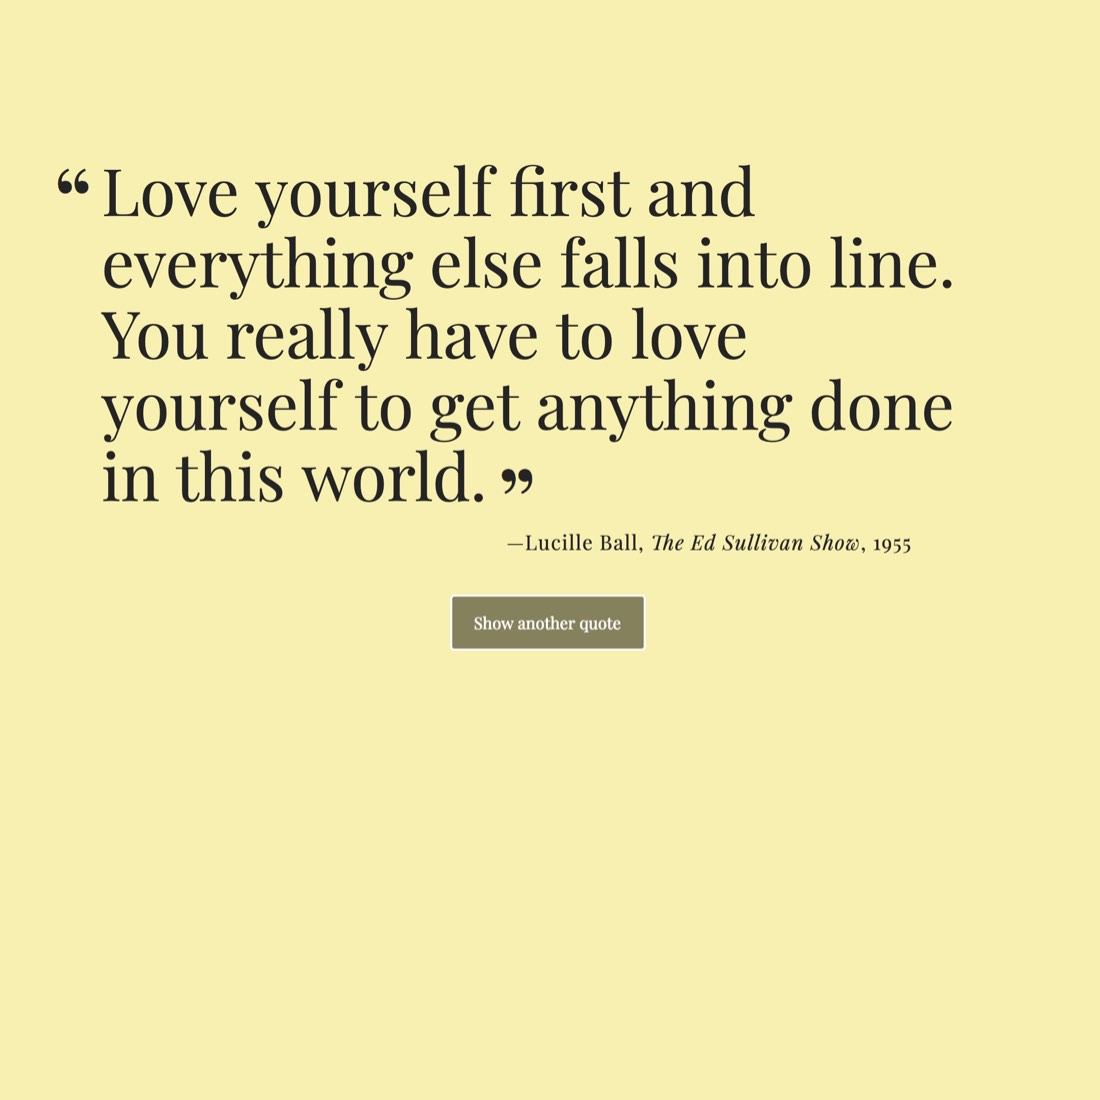 “Love yourself first and
everything else falls into line.
You really have to love
yourself to get anything done
in this world.”
—Lucille Ball, The Ed Sullivan Show, 1955
Show another quote